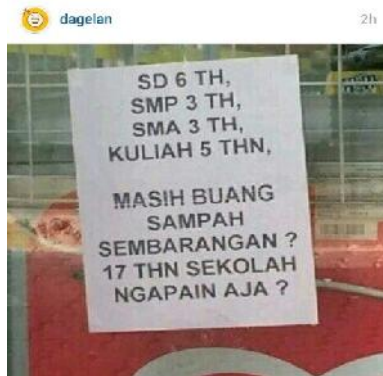 dagelan
2h
SD 6 TH,
SMP 3 TH,
SMA 3 TH,
KULIAH 5 THN,
MASIH BUANG
SAMPAH
SEMBARANGAN ?
17 THN SEKOLAH
NGAPAIN AJA ?